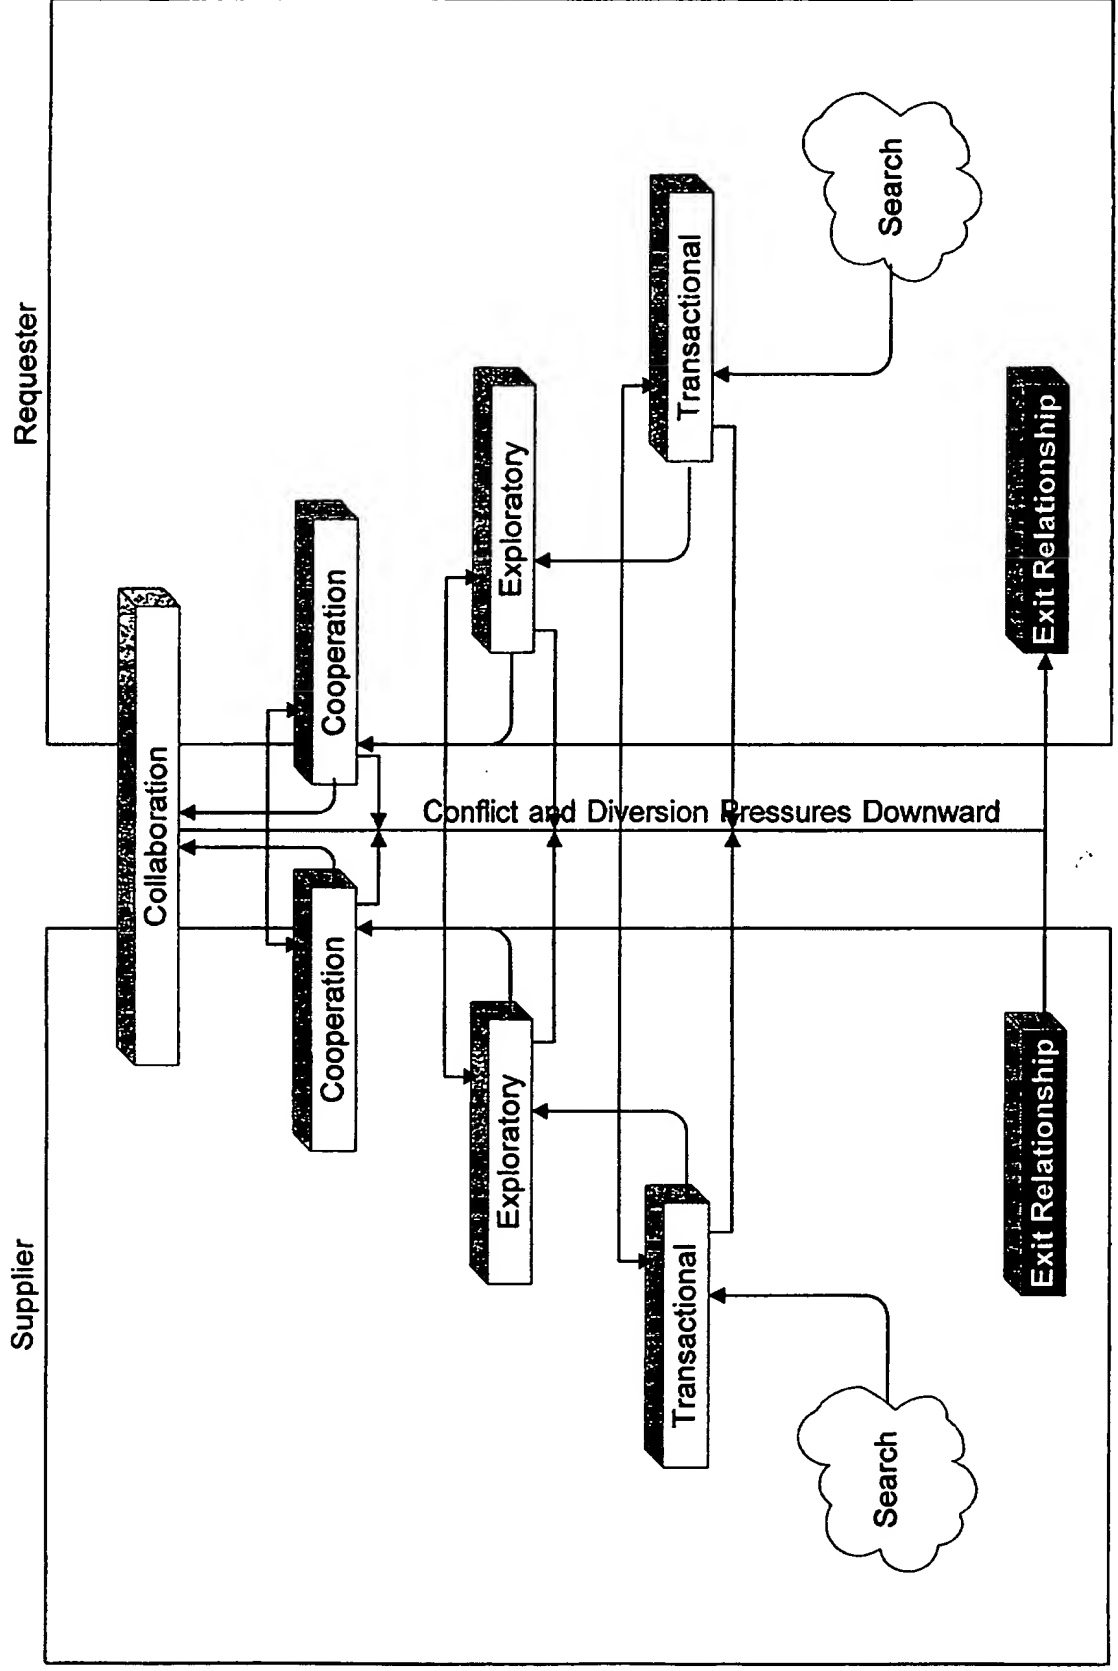 Supplier
Requester
Collaboration
Cooperation
Cooperation
Exploratory
Exploratory
Transactional
Transactional
Search
Search
Conflict and Diversion Pressures Downward
Exit Relationship
Exit Relationship